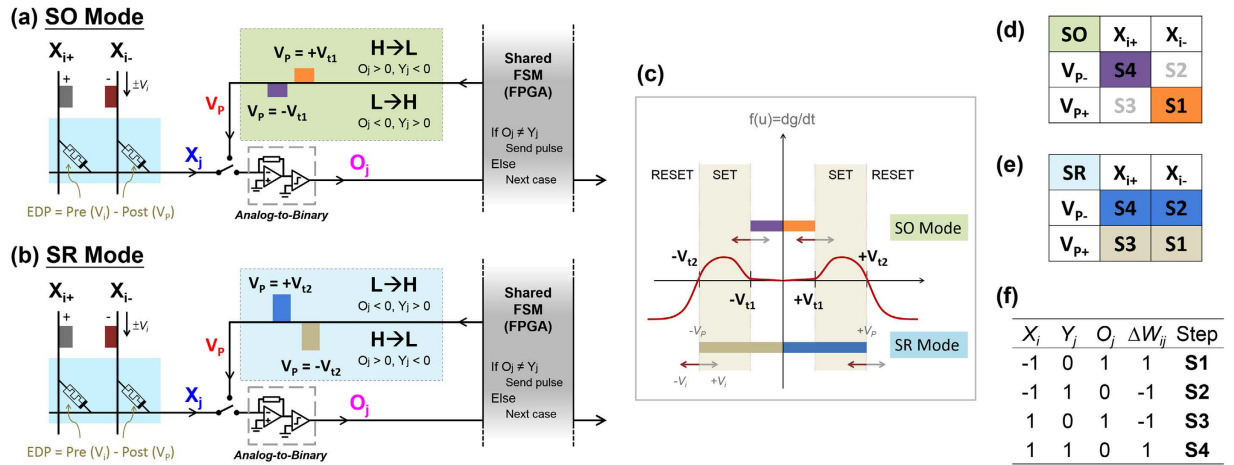 (a) SO Mode
X_{i+} X_{i-}
+ - ±V_i
V_P = +V_{t1} H→L
O_j > 0, Y_j < 0
V_P = -V_{t1} L→H
O_j < 0, Y_j > 0
V_P
X_j
O_j
EDP = Pre (V_i) - Post (V_P)
Analog-to-Binary
Shared
FSM
(FPGA)
If O_j ≠ Y_j
Send pulse
Else
Next case
(b) SR Mode
X_{i+} X_{i-}
+ - ±V_i
V_P = +V_{t2} L→H
O_j < 0, Y_j > 0
H→L
V_P = -V_{t2} O_j > 0, Y_j < 0
V_P
X_j
O_j
EDP = Pre (V_i) - Post (V_P)
Analog-to-Binary
Shared
FSM
(FPGA)
If O_j ≠ Y_j
Send pulse
Else
Next case
(c)
f(u)=dg/dt
RESET SET SET RESET
SO Mode
-V_{t2} +V_{t2}
-V_{t1} +V_{t1}
-V_P +V_P
SR Mode
-V_i +V_i
(d)
SO X_{i+} X_{i-}
V_{P-} S4 S2
V_{P+} S3 S1
(e)
SR X_{i+} X_{i-}
V_{P-} S4 S2
V_{P+} S3 S1
(f)
X_i Y_j O_j ΔW_{ij} Step
-1 0 1 1 S1
-1 1 0 -1 S2
1 0 1 -1 S3
1 1 0 1 S4